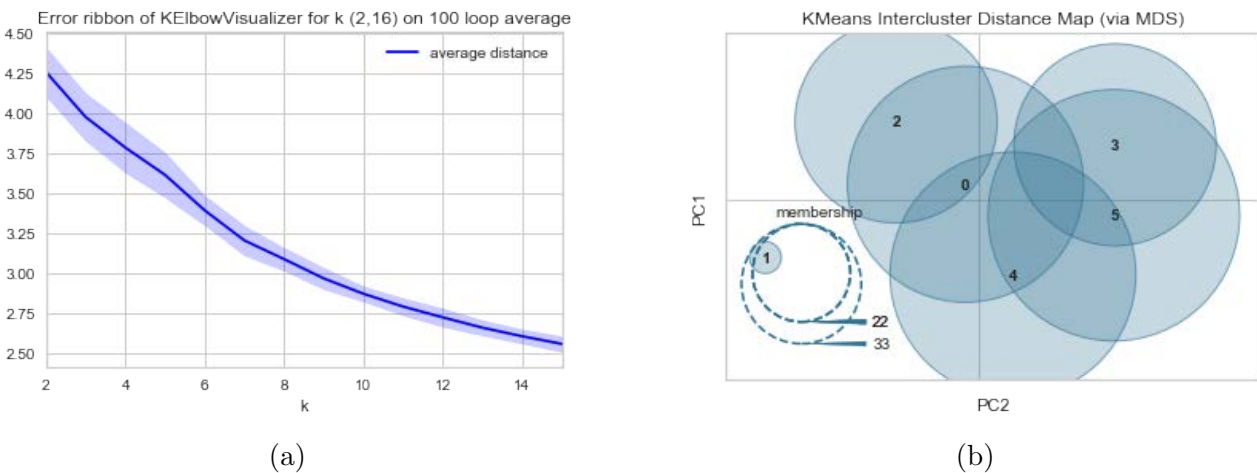 Error ribbon of KElbowVisualizer for k (2,16) on 100 loop average
average distance
4.50
4.25
4.00
3.75
3.50
3.25
3.00
2.75
2.50
2 4 6 8 10 12 14
k
(a)
KMeans Intercluster Distance Map (via MDS)
PC1
2
3
0
membership
5
1
4
22
33
PC2
(b)